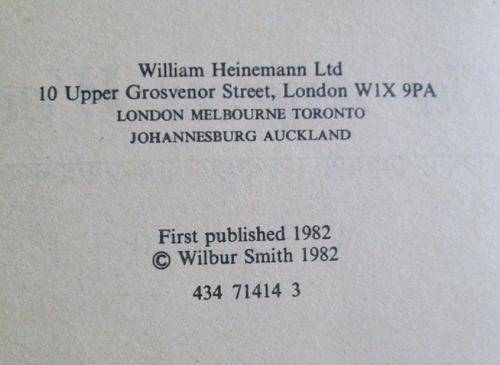 William Heinemann Ltd
10 Upper Grosvenor Street, London W1X 9PA
LONDON MELBOURNE TORONTO
JOHANNESBURG AUCKLAND
First published 1982
© Wilbur Smith 1982
434 71414 3